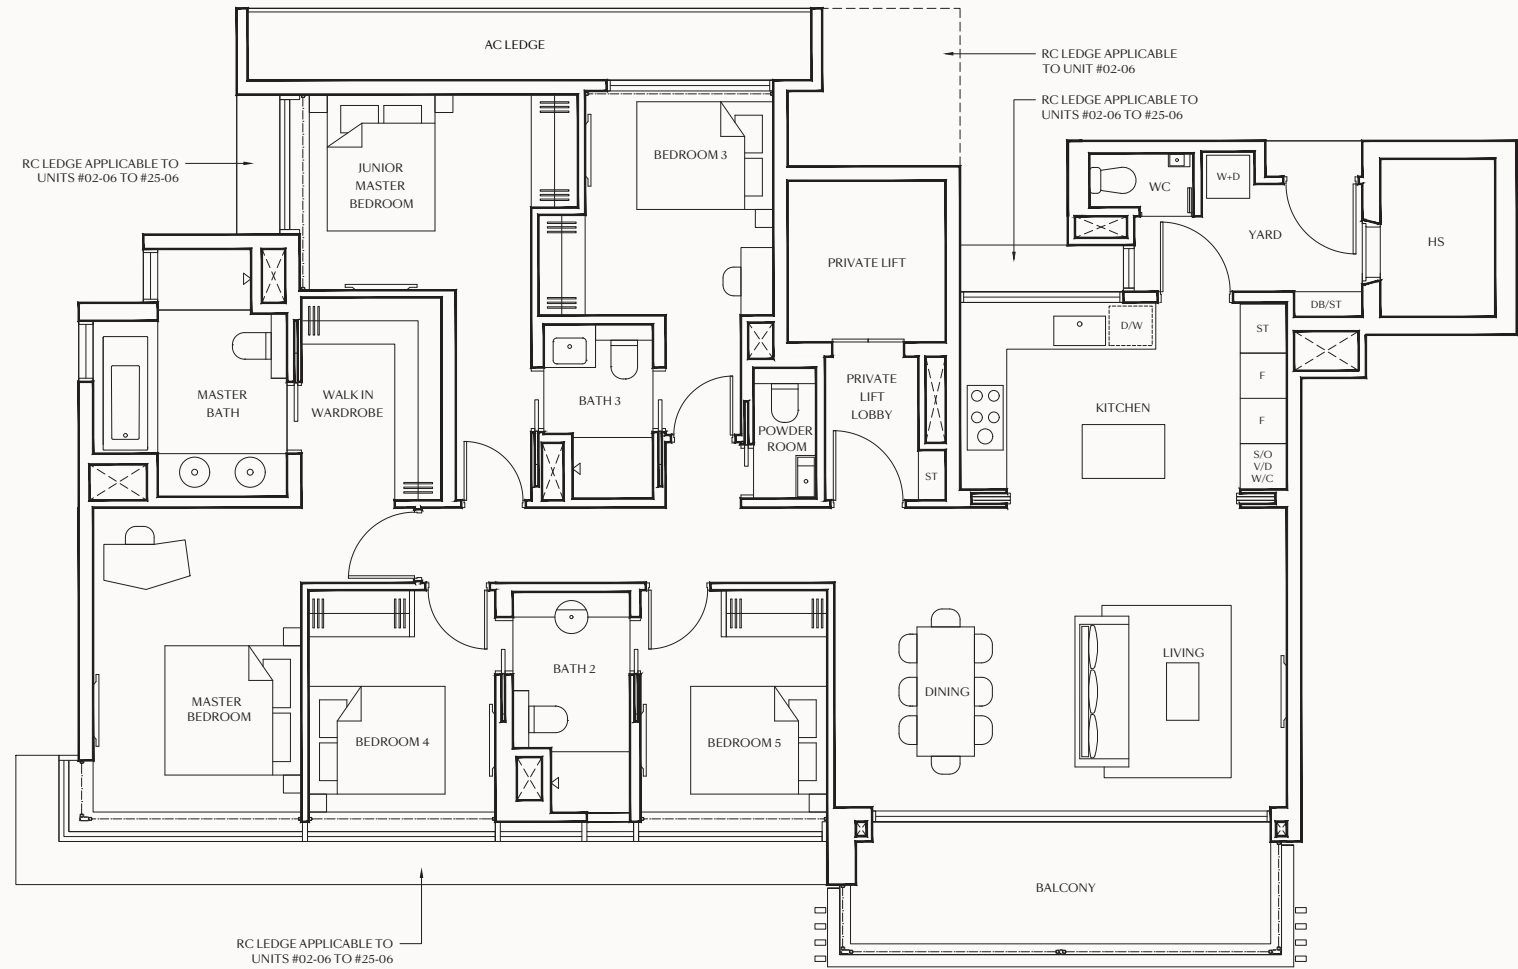 AC LEDGE
RC LEDGE APPLICABLE
TO UNIT #02-06
RC LEDGE APPLICABLE TO
UNITS #02-06 TO #25-06
RC LEDGE APPLICABLE TO
UNITS #02-06 TO #25-06
JUNIOR
MASTER
BEDROOM
BEDROOM 3
WC
W+D
YARD
HS
PRIVATE LIFT
DB/ST
D/W
ST
F
F
S/O
V/D
W/C
MASTER
BATH
WALK IN
WARDROBE
BATH 3
POWDER
ROOM
PRIVATE
LIFT
LOBBY
ST
KITCHEN
MASTER
BEDROOM
BEDROOM 4
BATH 2
BEDROOM 5
DINING
LIVING
BALCONY
RC LEDGE APPLICABLE TO
UNITS #02-06 TO #25-06